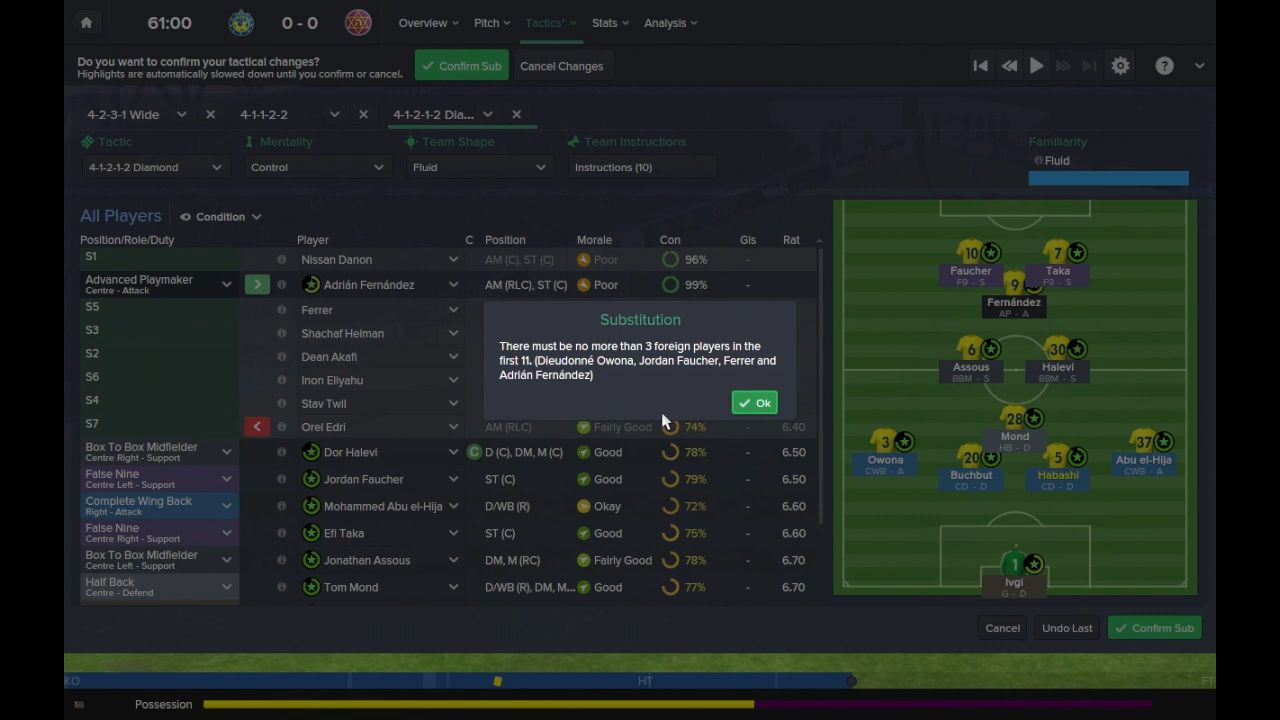 61:00
0 - 0
Overview
Pitch
Tactics*
Stats
Analysis
Do you want to confirm your tactical changes?
Highlights are automatically slowed down until you confirm or cancel.
Confirm Sub
Cancel Changes
?
4-2-3-1 Wide
4-1-1-2-2
4-1-2-1-2 Dia...
Tactic
Mentality
Team Shape
Team Instructions
Familiarity
4-1-2-1-2 Diamond
Control
Fluid
Instructions (10)
Fluid
All Players
Condition
Position/Role/Duty Player C Position Morale Con Gls Rat
S1 Nissan Danon AM (C), ST (C) Poor 96% -
Advanced Playmaker
Centre - Attack
Adrián Fernández AM (RLC), ST (C) Poor 99% -
S5 Ferrer
S3 Shachaf Helman
S2 Dean Akafi
S6 Inon Eliyahu
S4 Stav Twil
S7 Orel Edri AM (RLC) Fairly Good 74% - 6.40
Box To Box Midfielder
Centre Right - Support
Dor Halevi C D (C), DM, M (C) Good 78% - 6.50
False Nine
Centre Left - Support
Jordan Faucher ST (C) Good 79% - 6.50
Complete Wing Back
Right - Attack
Mohammed Abu el-Hija D/WB (R) Okay 72% - 6.60
False Nine
Centre Right - Support
Efi Taka ST (C) Good 75% - 6.60
Box To Box Midfielder
Centre Left - Support
Jonathan Assous DM, M (RC) Fairly Good 78% - 6.70
Half Back
Centre - Defend
Tom Mond D/WB (R), DM, M... Good 77% - 6.70
Substitution
There must be no more than 3 foreign players in the
first 11. (Dieudonné Owona, Jordan Faucher, Ferrer and
Adrián Fernández)
Ok
10
Faucher
F9 - S
7
Taka
F9 - S
9
Fernández
AP - A
6
Assous
BBM - S
30
Halevi
BBM - S
28
Mond
HB - D
3
Owona
CWB - A
20
Buchbut
CD - D
5
Habashi
CD - D
37
Abu el-Hija
CWB - A
1
Ivgi
G - D
Cancel
Undo Last
Confirm Sub
KO
HT
FT
Possession